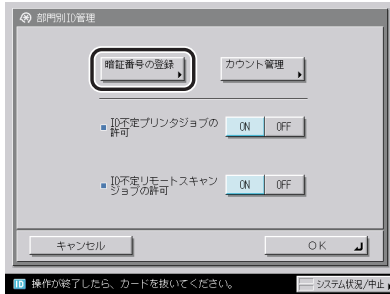 部門別ID管理
暗証番号の登録
カウント管理
ID不定プリンタジョブの
許可
ON
OFF
ID不定リモートスキャン
ジョブの許可
ON
OFF
キャンセル
OK
ID 操作が終了したら、カードを抜いてください。
システム状況/中止